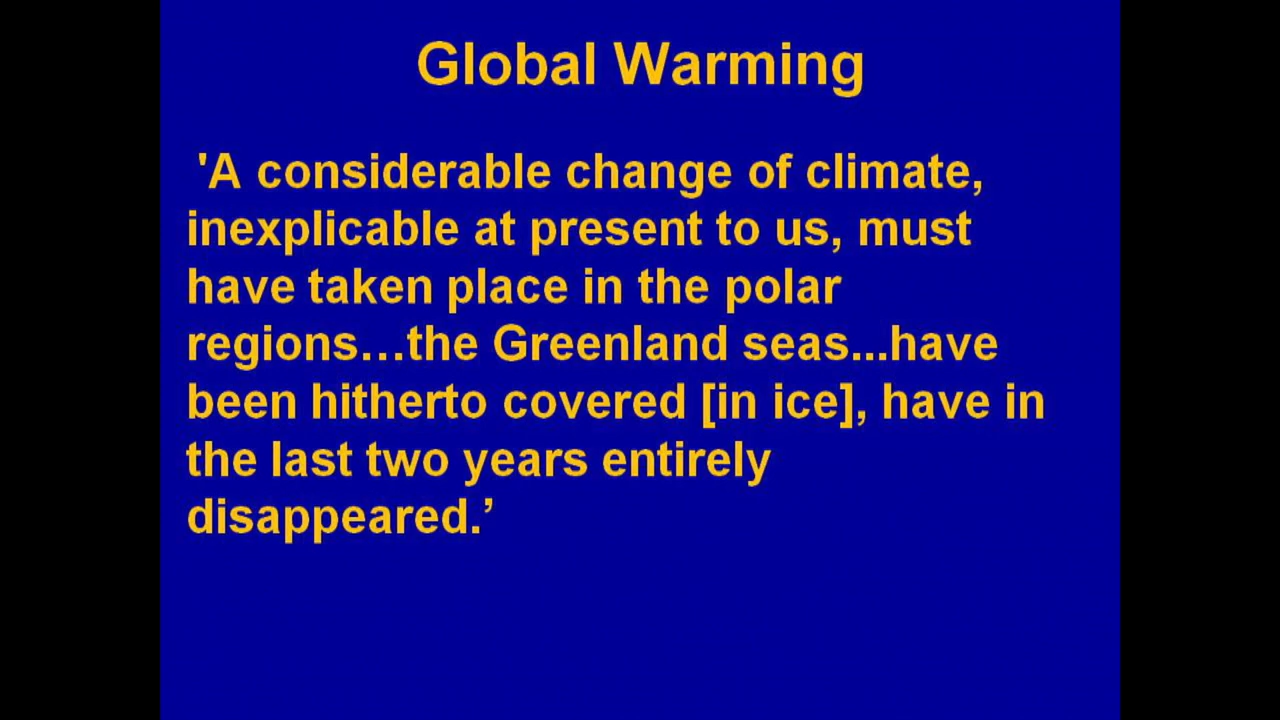 Global Warming
'A considerable change of climate,
inexplicable at present to us, must
have taken place in the polar
regions…the Greenland seas...have
been hitherto covered [in ice], have in
the last two years entirely
disappeared.’